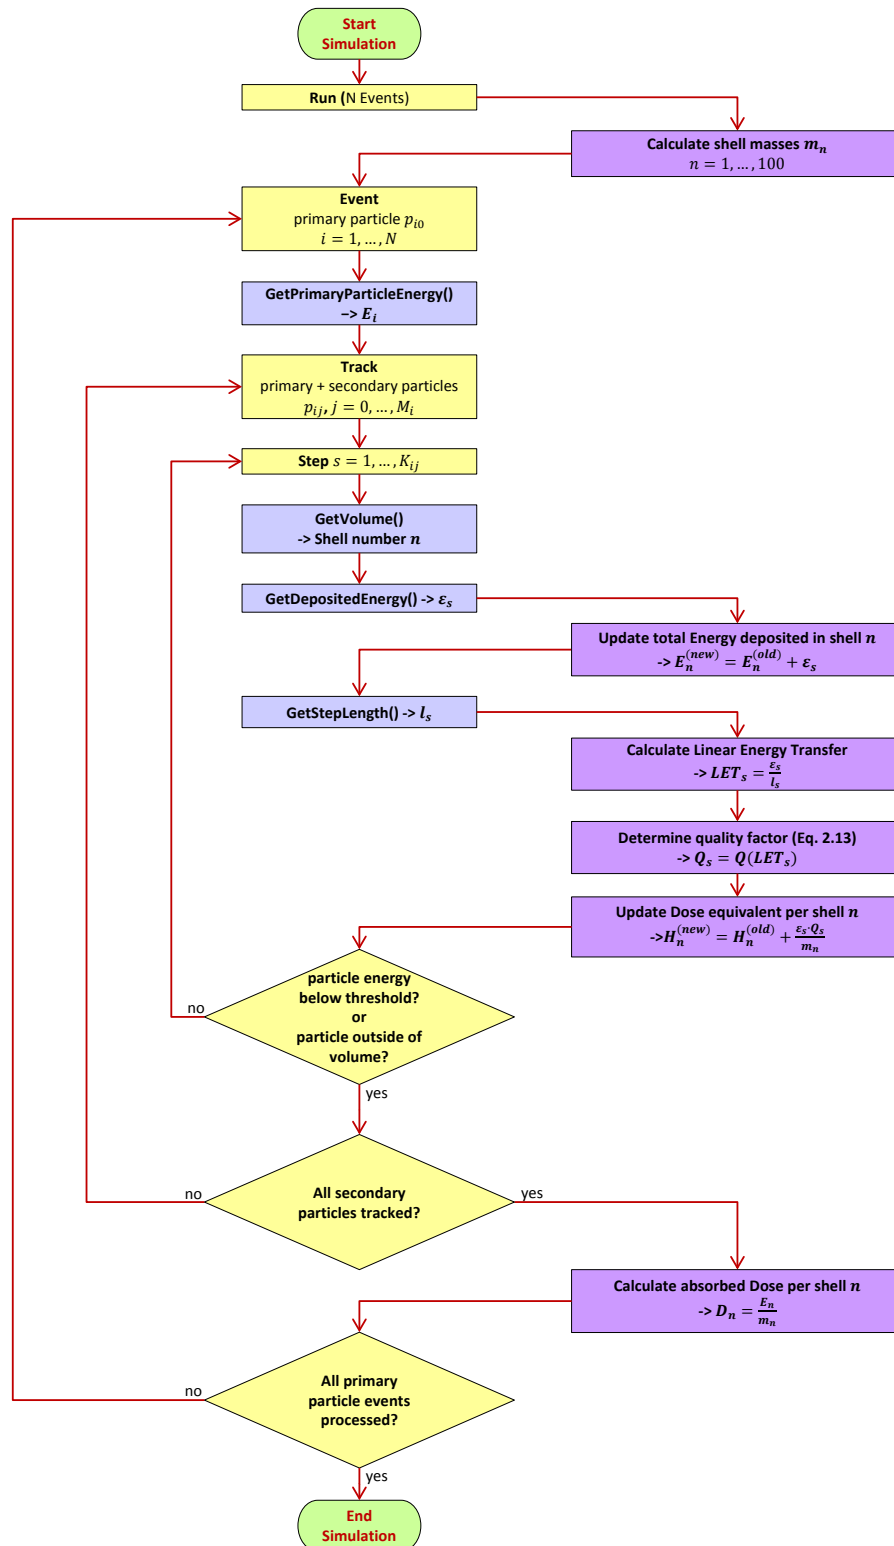 Start
Simulation
Run (N Events)
Calculate shell masses mₙ
n = 1, … , 100
Event
primary particle pᵢ₀
i = 1, … , N
GetPrimaryParticleEnergy()
–> Eᵢ
Track
primary + secondary particles
pᵢⱼ, j = 0, … , Mᵢ
Step s = 1, … , Kᵢⱼ
GetVolume()
-> Shell number n
GetDepositedEnergy() -> εₛ
Update total Energy deposited in shell n
-> Eₙ^(new) = Eₙ^(old) + εₛ
GetStepLength() -> lₛ
Calculate Linear Energy Transfer
-> LETₛ = εₛ/lₛ
Determine quality factor (Eq. 2.13)
-> Qₛ = Q(LETₛ)
Update Dose equivalent per shell n
->Hₙ^(new) = Hₙ^(old) + εₛ·Qₛ/mₙ
particle energy
below threshold?
or
particle outside of
volume?
no
yes
All secondary
particles tracked?
no
yes
Calculate absorbed Dose per shell n
-> Dₙ = Eₙ/mₙ
All primary
particle events
processed?
no
yes
End
Simulation